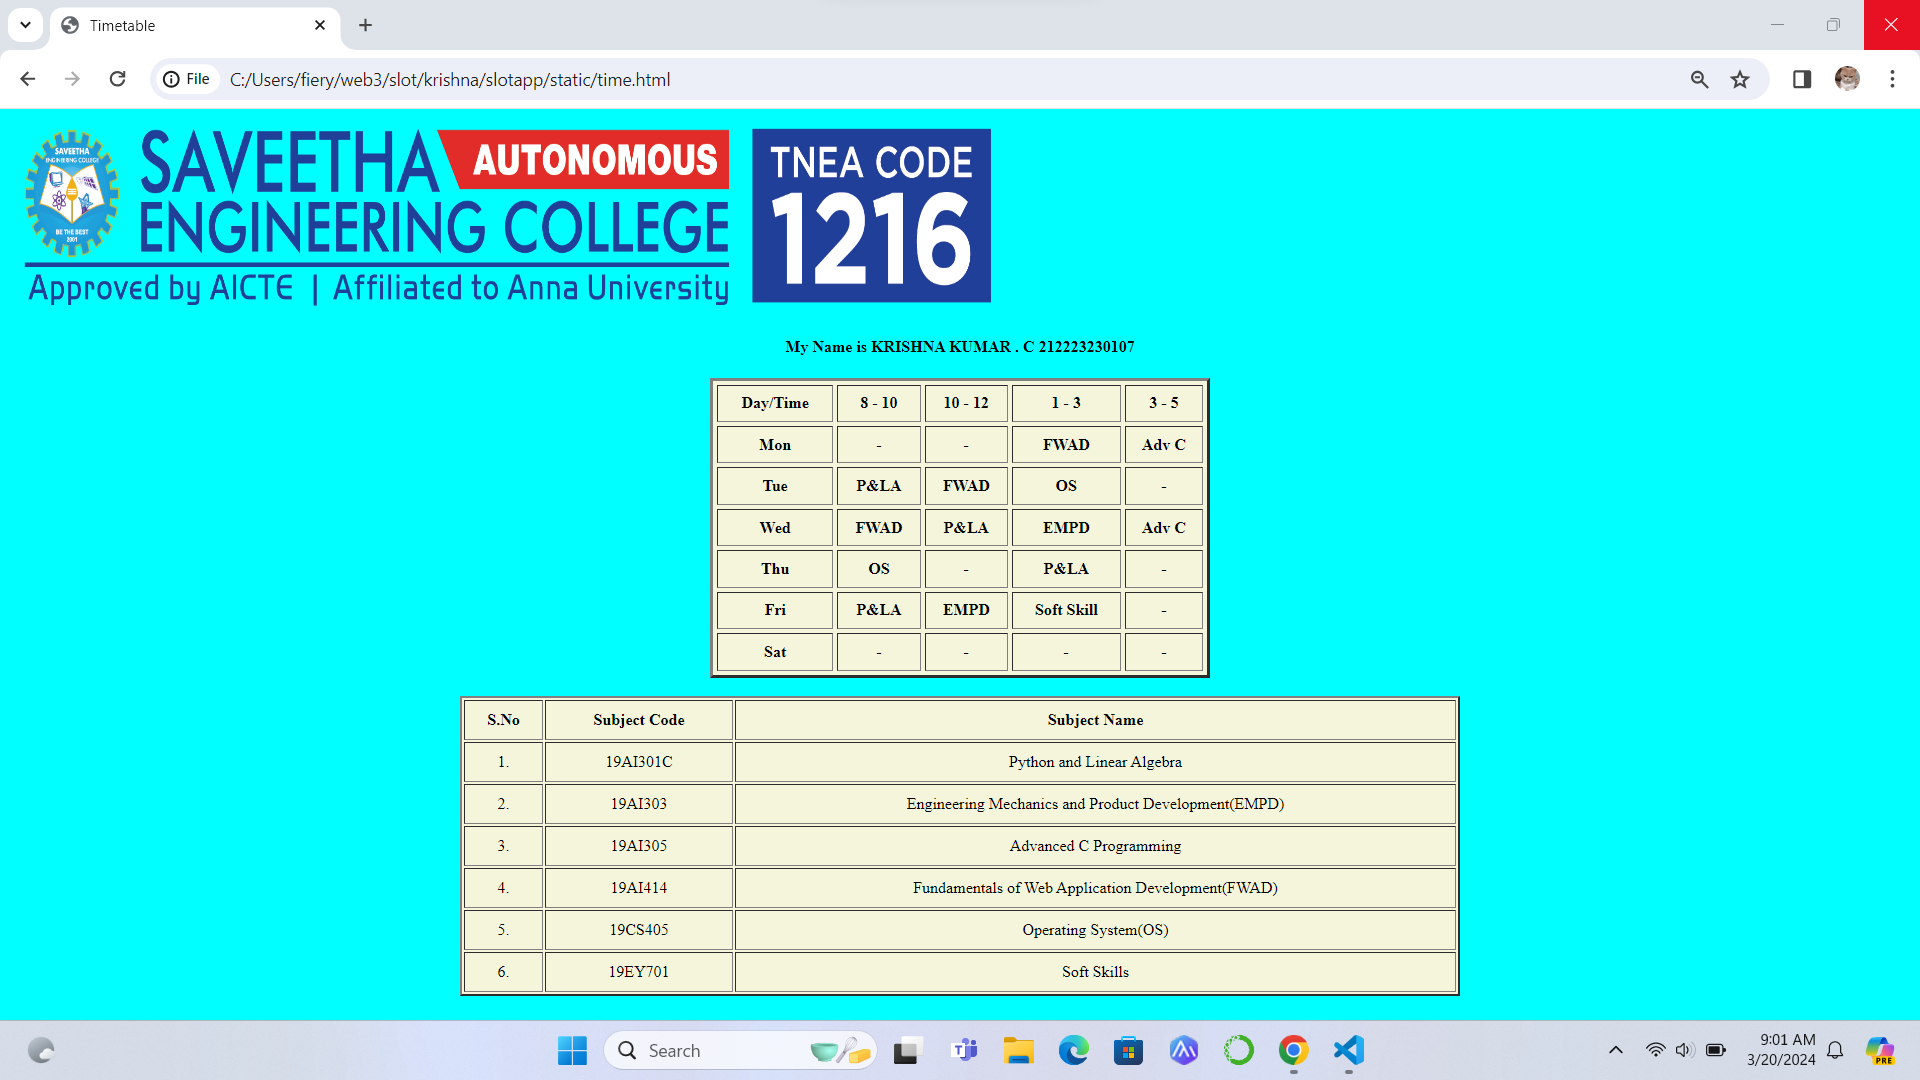 Timetable
File C:/Users/fiery/web3/slot/krishna/slotapp/static/time.html
SAVEETHA
ENGINEERING COLLEGE
BE THE BEST
2001
SAVEETHA AUTONOMOUS
ENGINEERING COLLEGE
Approved by AICTE | Affiliated to Anna University
TNEA CODE
1216
My Name is KRISHNA KUMAR . C 212223230107
Day/Time 8 - 10 10 - 12 1 - 3 3 - 5
Mon - - FWAD Adv C
Tue P&LA FWAD OS -
Wed FWAD P&LA EMPD Adv C
Thu OS - P&LA -
Fri P&LA EMPD Soft Skill -
Sat - - - -
S.No Subject Code Subject Name
1. 19AI301C Python and Linear Algebra
2. 19AI303 Engineering Mechanics and Product Development(EMPD)
3. 19AI305 Advanced C Programming
4. 19AI414 Fundamentals of Web Application Development(FWAD)
5. 19CS405 Operating System(OS)
6. 19EY701 Soft Skills
Search
9:01 AM
3/20/2024
PRE